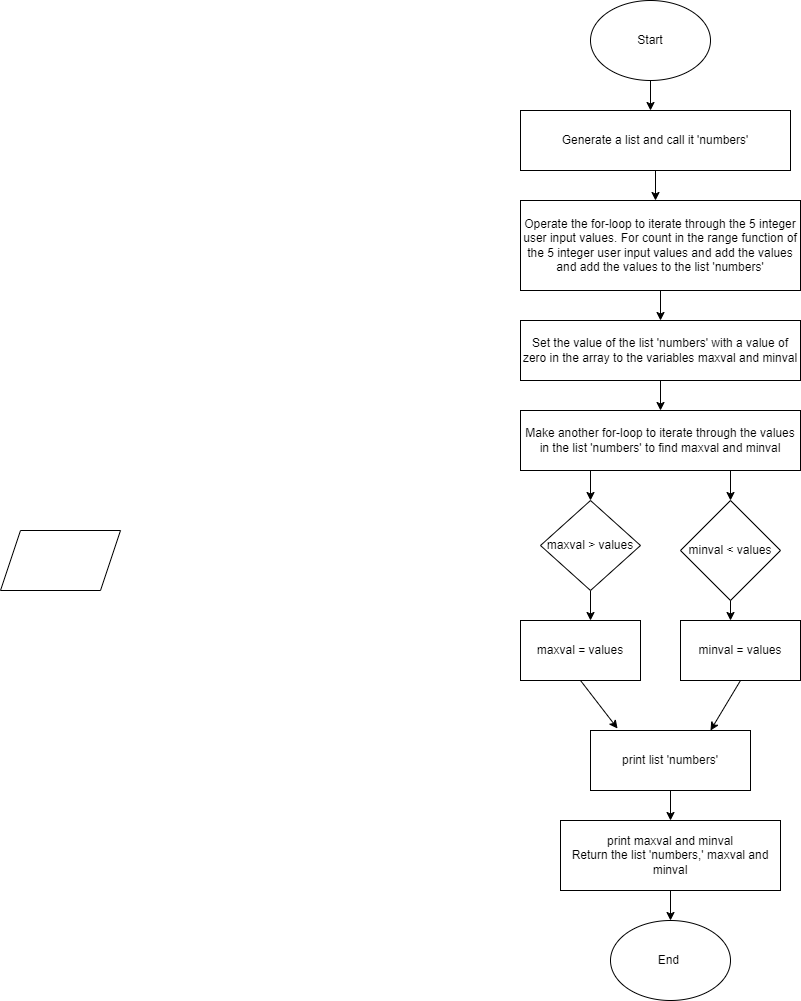 Start
Generate a list and call it 'numbers'
Operate the for-loop to iterate through the 5 integer
user input values. For count in the range function of
the 5 integer user input values and add the values
and add the values to the list 'numbers'
Set the value of the list 'numbers' with a value of
zero in the array to the variables maxval and minval
Make another for-loop to iterate through the values
in the list 'numbers' to find maxval and minval
maxval > values
minval < values
maxval = values
minval = values
print list 'numbers'
print maxval and minval
Return the list 'numbers,' maxval and
minval
End